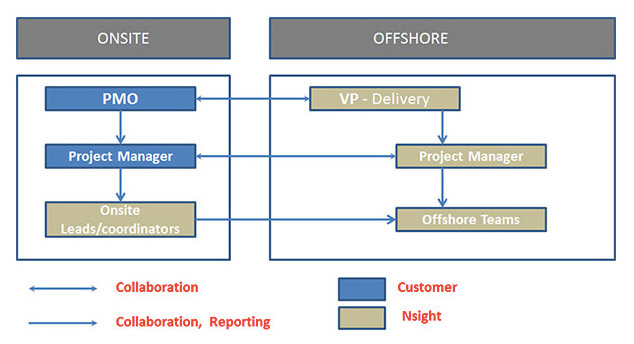 ONSITE
OFFSHORE
PMO
VP - Delivery
Project Manager
Project Manager
Onsite
Leads/coordinators
Offshore Teams
Collaboration
Customer
Collaboration, Reporting
Nsight